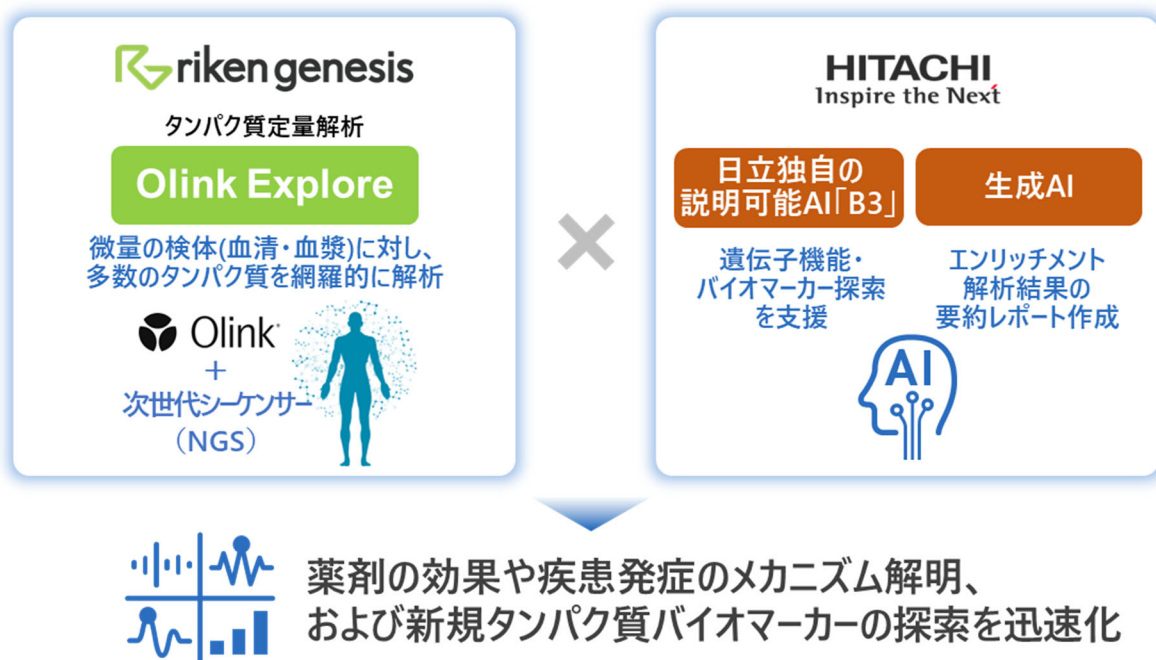 riken genesis
タンパク質定量解析
Olink Explore
微量の検体(血清・血漿)に対し、
多数のタンパク質を網羅的に解析
Olink
+
次世代シーケンサー
（NGS）
×
HITACHI
Inspire the Next
日立独自の
説明可能AI「B3」
遺伝子機能・
バイオマーカー探索
を支援
生成AI
エンリッチメント
解析結果の
要約レポート作成
AI
薬剤の効果や疾患発症のメカニズム解明、
および新規タンパク質バイオマーカーの探索を迅速化